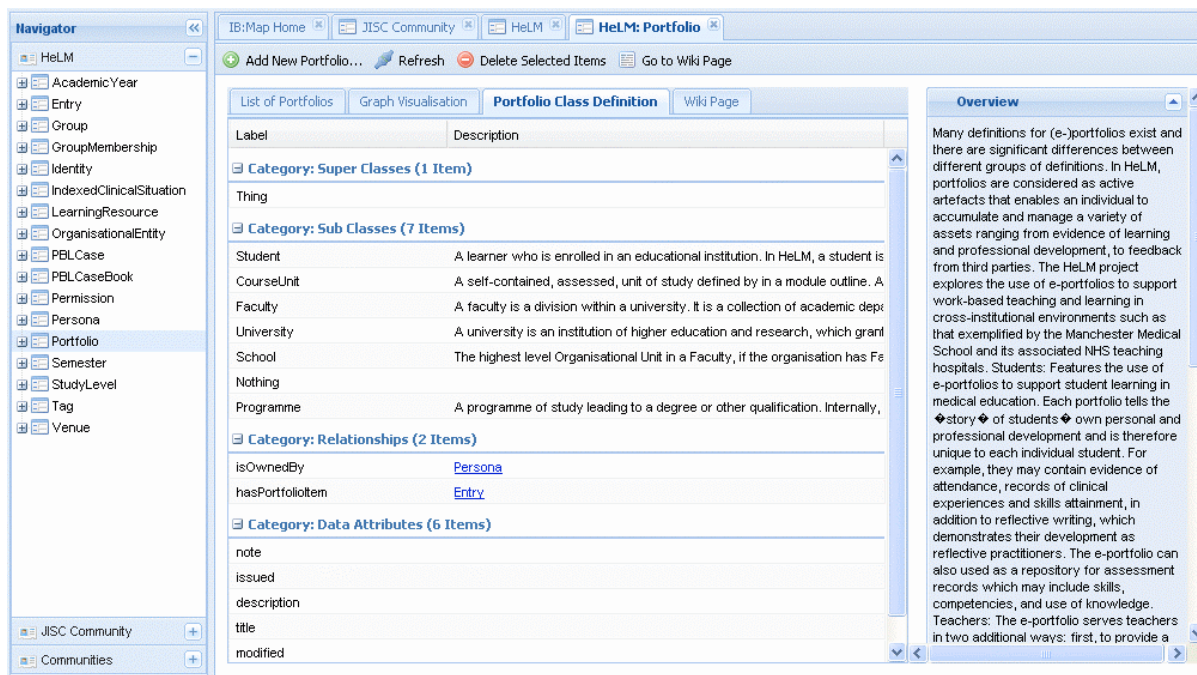 Navigator
HeLM
AcademicYear
Entry
Group
GroupMembership
Identity
IndexedClinicalSituation
LearningResource
OrganisationalEntity
PBLCase
PBLCaseBook
Permission
Persona
Portfolio
Semester
StudyLevel
Tag
Venue
JISC Community
Communities
IB:Map Home
JISC Community
HeLM
HeLM: Portfolio
Add New Portfolio... Refresh Delete Selected Items Go to Wiki Page
List of Portfolios
Graph Visualisation
Portfolio Class Definition
Wiki Page
Label Description
Category: Super Classes (1 Item)
Thing
Category: Sub Classes (7 Items)
Student A learner who is enrolled in an educational institution. In HeLM, a student is
CourseUnit A self-contained, assessed, unit of study defined by in a module outline. A
Faculty A faculty is a division within a university. It is a collection of academic depa
University A university is an institution of higher education and research, which grant
School The highest level Organisational Unit in a Faculty, if the organisation has Fa
Nothing
Programme A programme of study leading to a degree or other qualification. Internally,
Category: Relationships (2 Items)
isOwnedBy Persona
hasPortfolioItem Entry
Category: Data Attributes (6 Items)
note
issued
description
title
modified
Overview
Many definitions for (e-)portfolios exist and
there are significant differences between
different groups of definitions. In HeLM,
portfolios are considered as active
artefacts that enables an individual to
accumulate and manage a variety of
assets ranging from evidence of learning
and professional development, to feedback
from third parties. The HeLM project
explores the use of e-portfolios to support
work-based teaching and learning in
cross-institutional environments such as
that exemplified by the Manchester Medical
School and its associated NHS teaching
hospitals. Students: Features the use of
e-portfolios to support student learning in
medical education. Each portfolio tells the
�story� of students� own personal and
professional development and is therefore
unique to each individual student. For
example, they may contain evidence of
attendance, records of clinical
experiences and skills attainment, in
addition to reflective writing, which
demonstrates their development as
reflective practitioners. The e-portfolio can
also used as a repository for assessment
records which may include skills,
competencies, and use of knowledge.
Teachers: The e-portfolio serves teachers
in two additional ways: first, to provide a